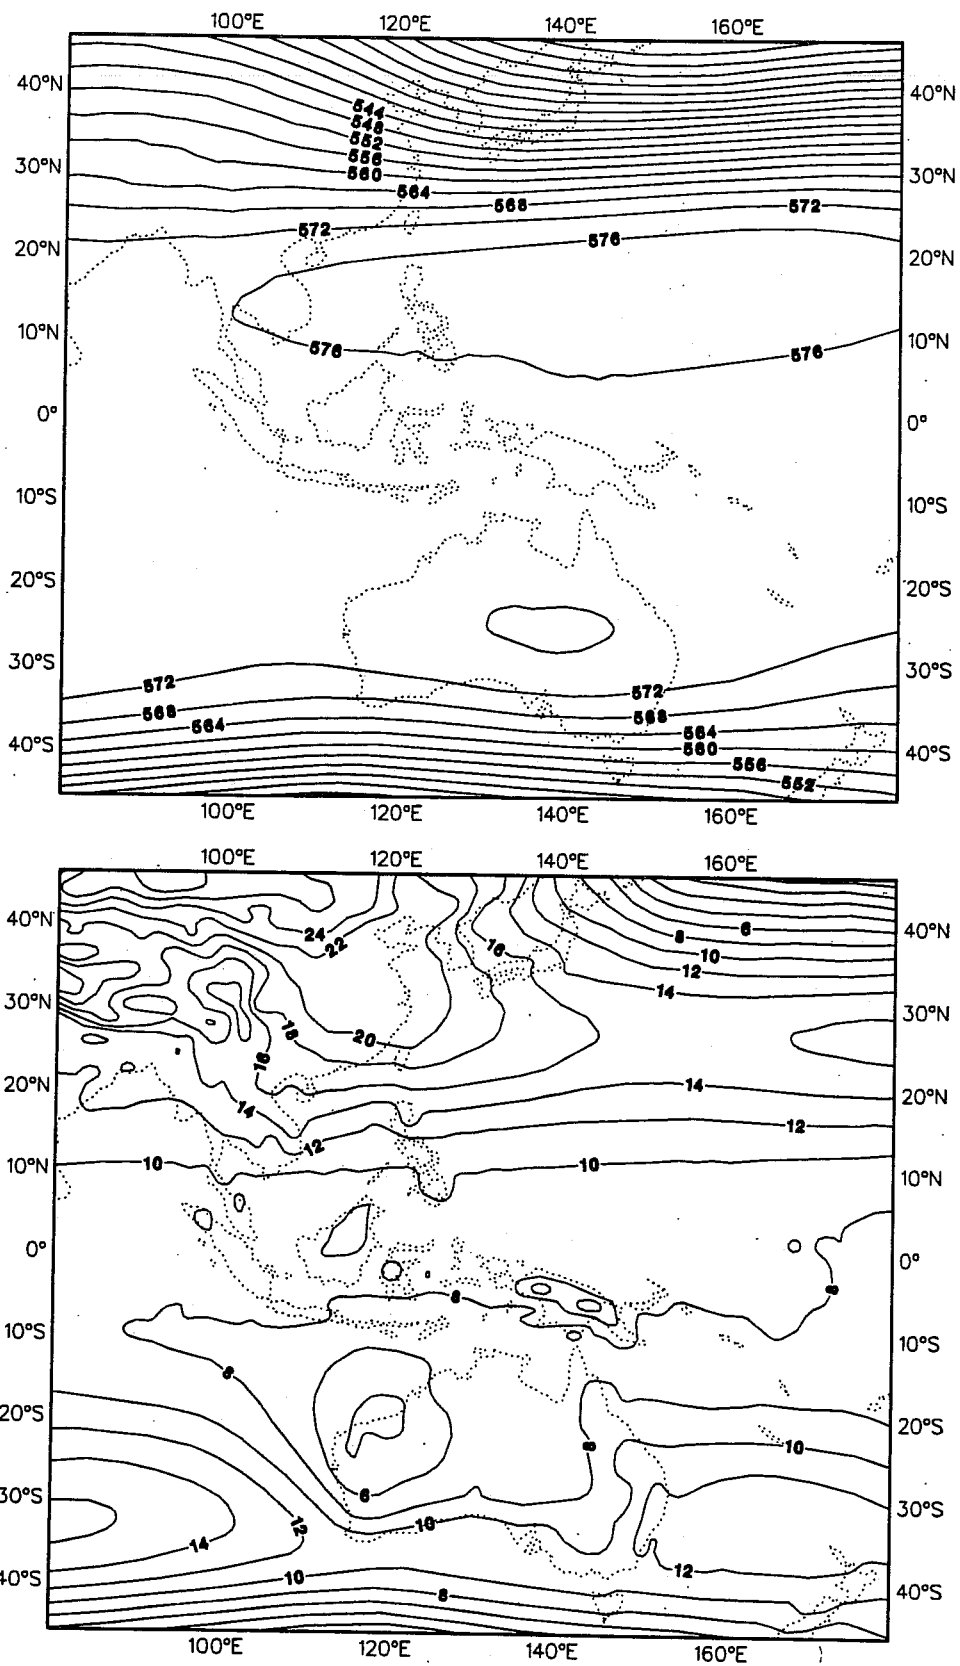 100°E 120°E 140°E 160°E
40°N 40°N
544
548
552
556
30°N 560 30°N
564
568 572
572
20°N 576 20°N
10°N 576 576 10°N
0° 0°
10°S 10°S
20°S 20°S
30°S 30°S
572 572
568 568
564 564
40°S 560 40°S
556
552
100°E 120°E 140°E 160°E
100°E 120°E 140°E 160°E
40°N 40°N
24 8 6
22 16 10
12
14
30°N 30°N
18 20
16
20°N 14 20°N
14
12 12
10°N 10 10 10°N
0° 0°
8 8
10°S 10°S
8
20°S 20°S
8 10
30°S 6 30°S
12 10
14
12
40°S 10 40°S
8
100°E 120°E 140°E 160°E